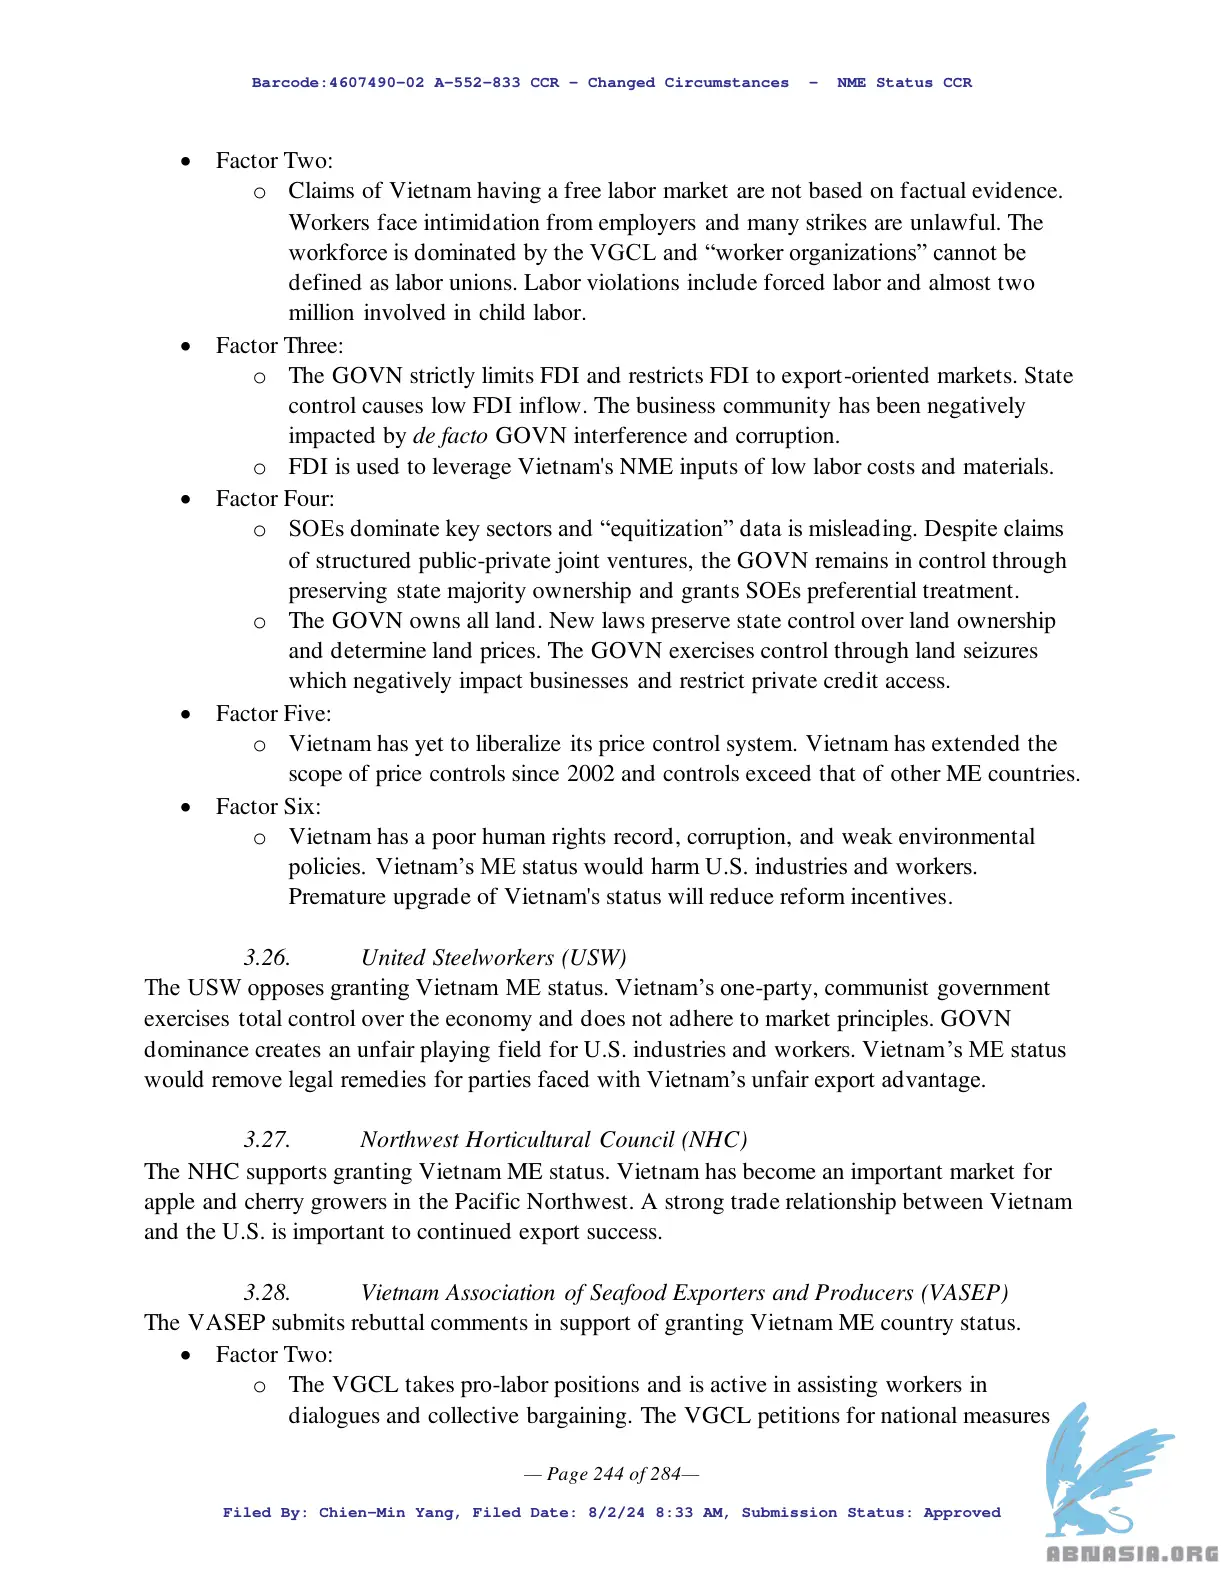 Barcode:4607490-02 A-552-833 CCR - Changed Circumstances - NME Status CCR
• Factor Two:
o Claims of Vietnam having a free labor market are not based on factual evidence.
Workers face intimidation from employers and many strikes are unlawful. The
workforce is dominated by the VGCL and “worker organizations” cannot be
defined as labor unions. Labor violations include forced labor and almost two
million involved in child labor.
• Factor Three:
o The GOVN strictly limits FDI and restricts FDI to export-oriented markets. State
control causes low FDI inflow. The business community has been negatively
impacted by de facto GOVN interference and corruption.
o FDI is used to leverage Vietnam's NME inputs of low labor costs and materials.
• Factor Four:
o SOEs dominate key sectors and “equitization” data is misleading. Despite claims
of structured public-private joint ventures, the GOVN remains in control through
preserving state majority ownership and grants SOEs preferential treatment.
o The GOVN owns all land. New laws preserve state control over land ownership
and determine land prices. The GOVN exercises control through land seizures
which negatively impact businesses and restrict private credit access.
• Factor Five:
o Vietnam has yet to liberalize its price control system. Vietnam has extended the
scope of price controls since 2002 and controls exceed that of other ME countries.
• Factor Six:
o Vietnam has a poor human rights record, corruption, and weak environmental
policies. Vietnam’s ME status would harm U.S. industries and workers.
Premature upgrade of Vietnam's status will reduce reform incentives.
3.26. United Steelworkers (USW)
The USW opposes granting Vietnam ME status. Vietnam’s one-party, communist government
exercises total control over the economy and does not adhere to market principles. GOVN
dominance creates an unfair playing field for U.S. industries and workers. Vietnam’s ME status
would remove legal remedies for parties faced with Vietnam’s unfair export advantage.
3.27. Northwest Horticultural Council (NHC)
The NHC supports granting Vietnam ME status. Vietnam has become an important market for
apple and cherry growers in the Pacific Northwest. A strong trade relationship between Vietnam
and the U.S. is important to continued export success.
3.28. Vietnam Association of Seafood Exporters and Producers (VASEP)
The VASEP submits rebuttal comments in support of granting Vietnam ME country status.
• Factor Two:
o The VGCL takes pro-labor positions and is active in assisting workers in
dialogues and collective bargaining. The VGCL petitions for national measures
— Page 244 of 284—
Filed By: Chien-Min Yang, Filed Date: 8/2/24 8:33 AM, Submission Status: Approved
ABNASIA.ORG